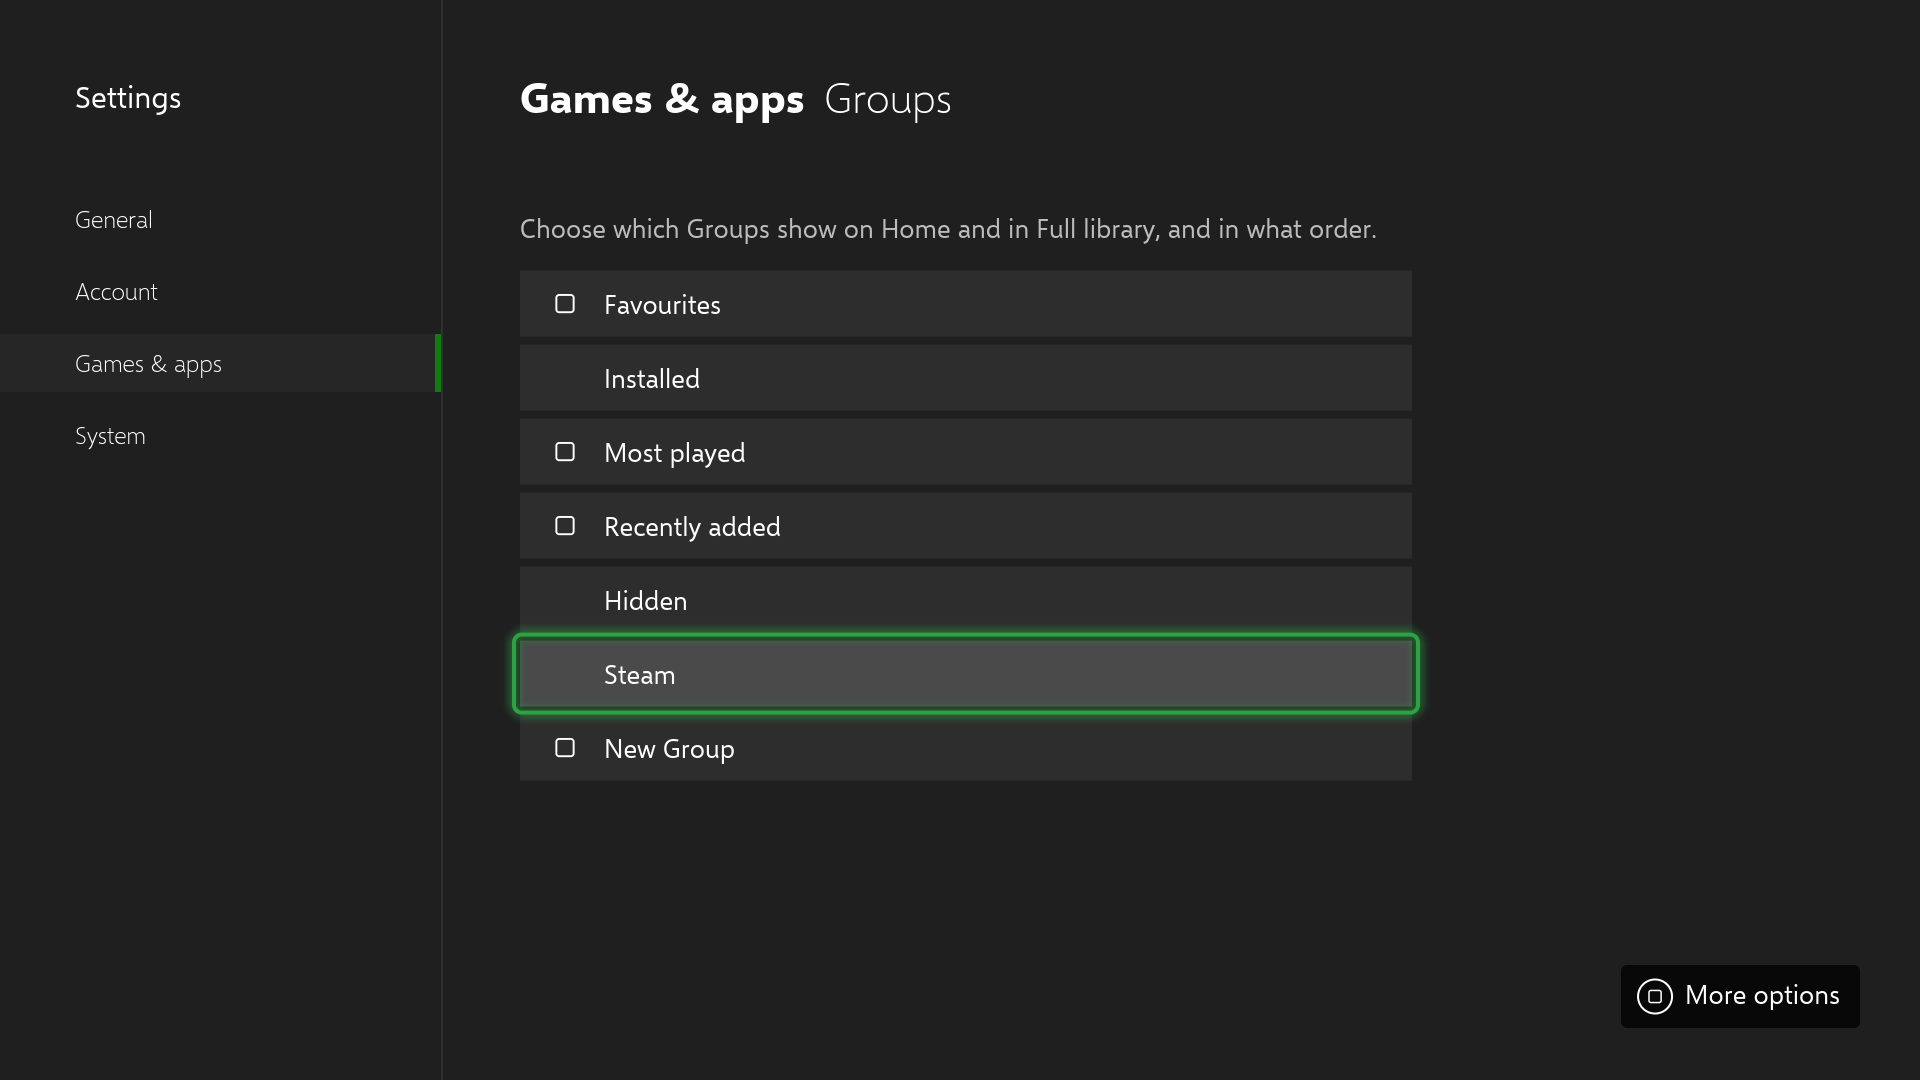 Settings
General
Account
Games & apps
System
Games & apps Groups
Choose which Groups show on Home and in Full library, and in what order.
Favourites
Installed
Most played
Recently added
Hidden
Steam
New Group
More options